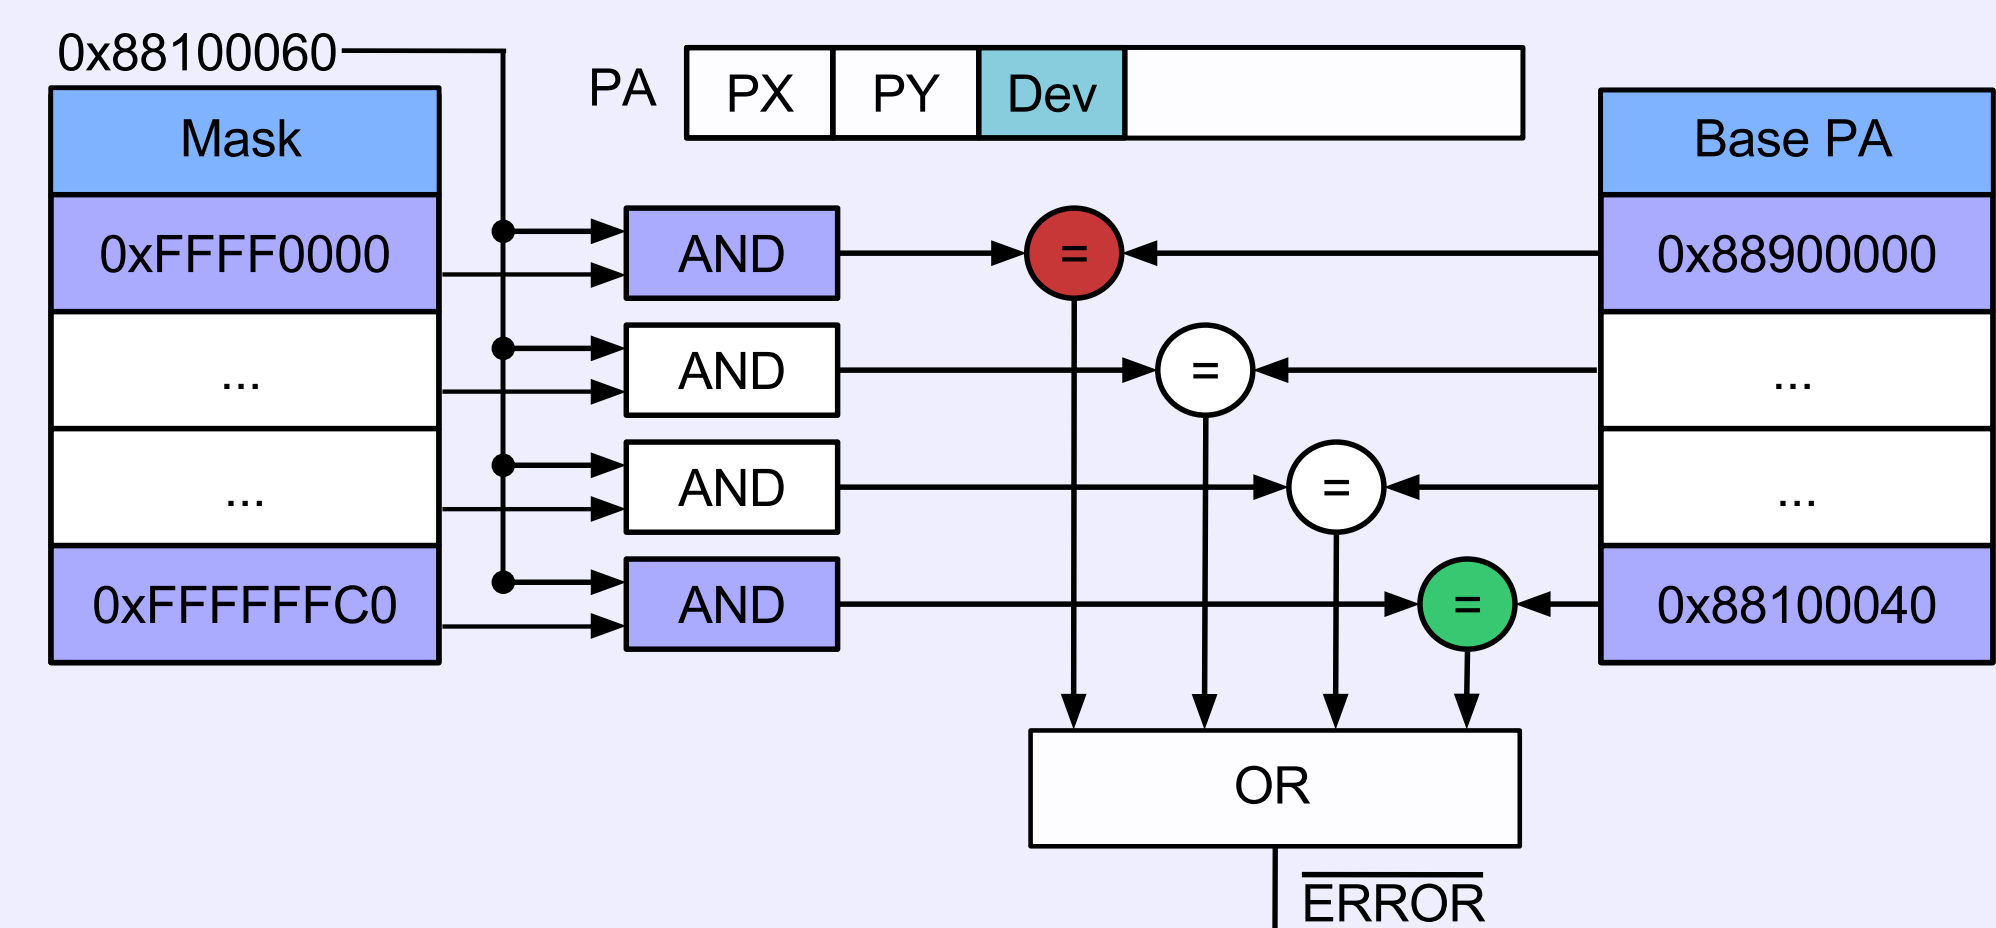 0x88100060
PA PX PY Dev
Mask
Base PA
0xFFFF0000 AND = 0x88900000
... AND = ...
... AND = ...
0xFFFFFFC0 AND = 0x88100040
OR
ERROR